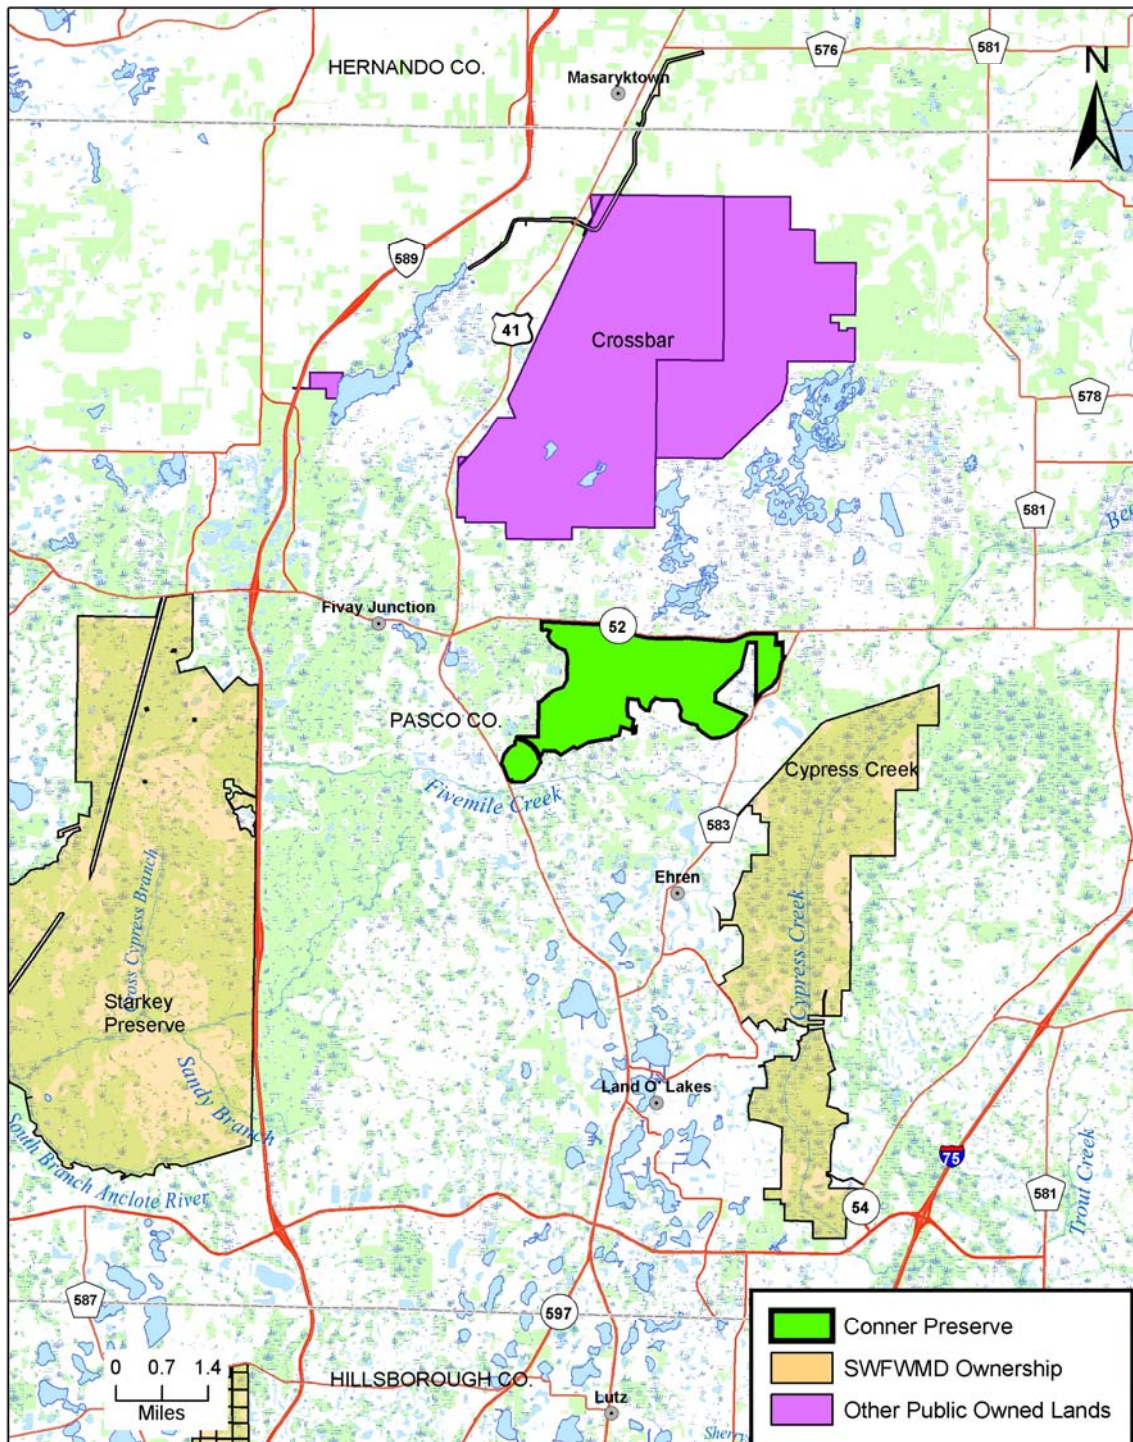 HERNANDO CO.
Masaryktown
576
581
N
589
41
Crossbar
578
581
Fivay Junction
52
PASCO CO.
Fivemile Creek
Cypress Creek
583
Ehren
Cross Cypress Branch
Cypress Creek
Starkey
Preserve
Sandy Branch
Land O' Lakes
South Branch Anclote River
75
54
581
Trout Creek
587
597
0 0.7 1.4
Miles
HILLSBOROUGH CO.
Lutz
Conner Preserve
SWFWMD Ownership
Other Public Owned Lands